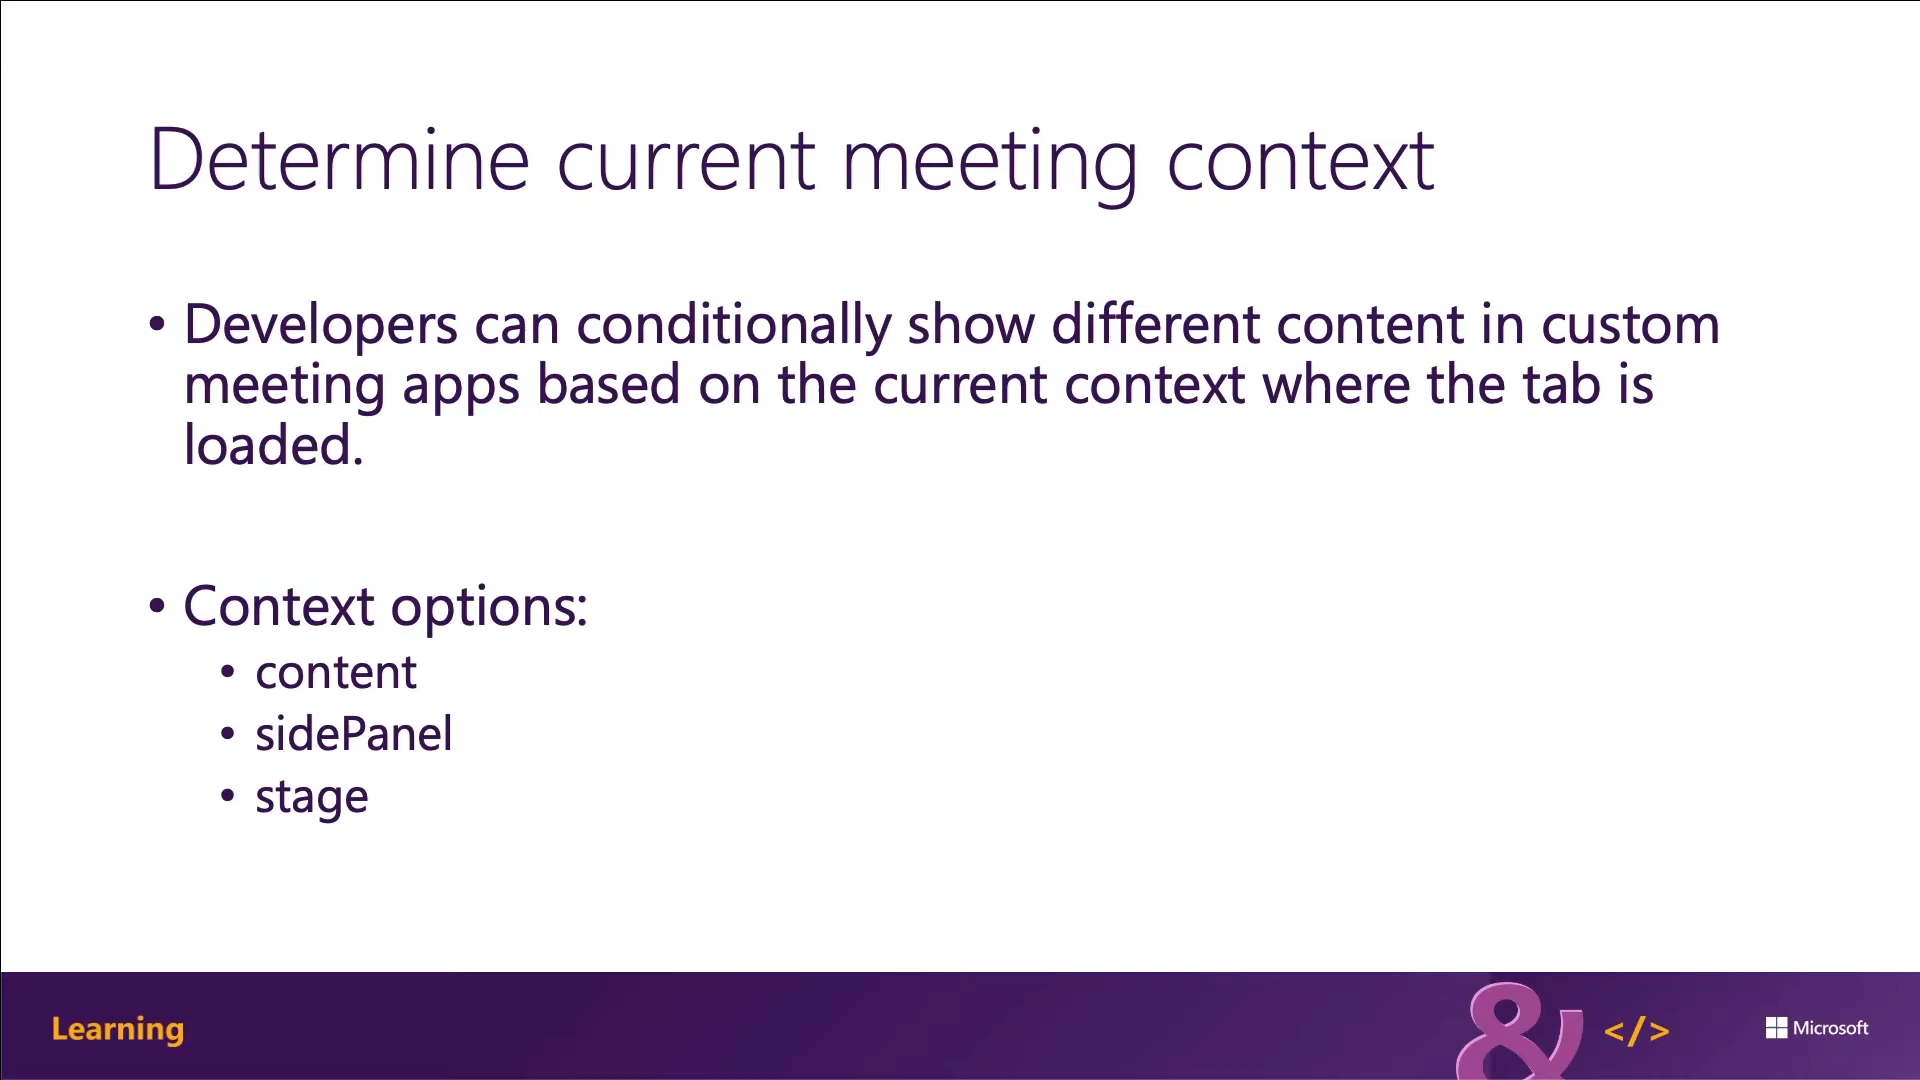 Determine current meeting context
• Developers can conditionally show different content in custom
meeting apps based on the current context where the tab is
loaded.
• Context options:
• content
• sidePanel
• stage
Learning
& </>
Microsoft